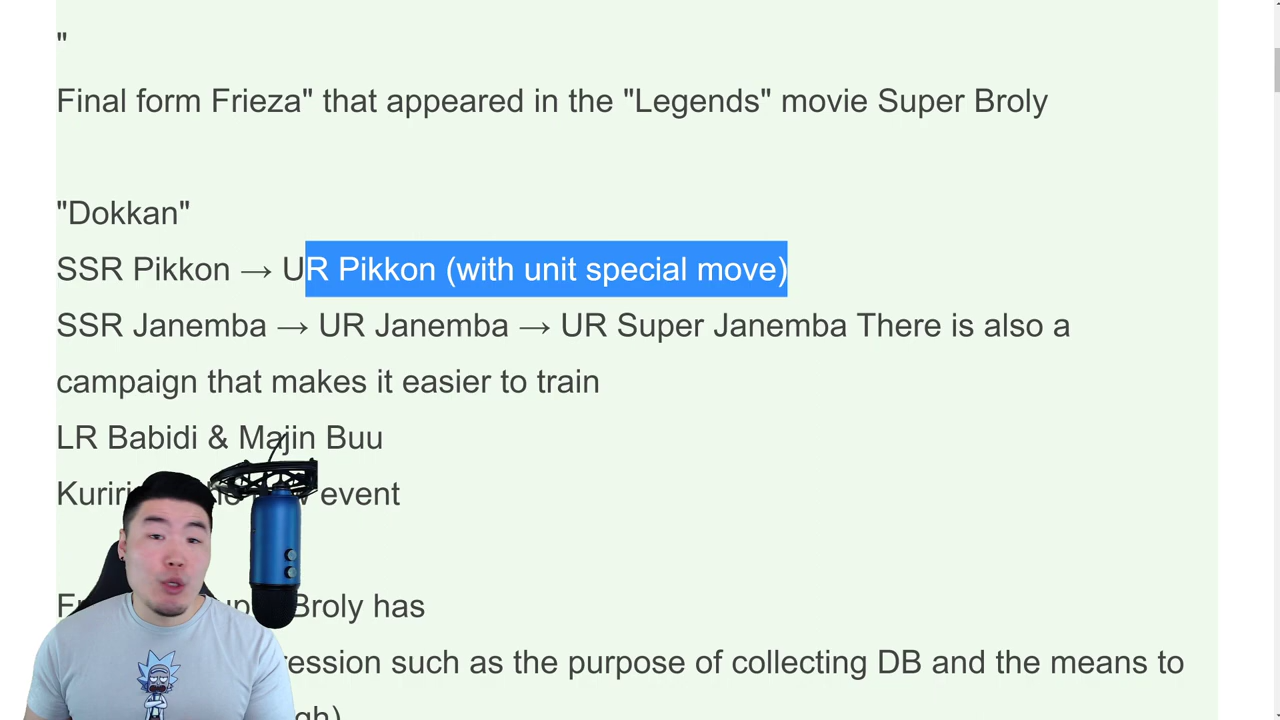 "
Final form Frieza" that appeared in the "Legends" movie Super Broly
"Dokkan"
SSR Pikkon → UR Pikkon (with unit special move)
SSR Janemba → UR Janemba → UR Super Janemba There is also a
campaign that makes it easier to train
LR Babidi & Majin Buu
event
Broly has
such as the purpose of collecting DB and the means to